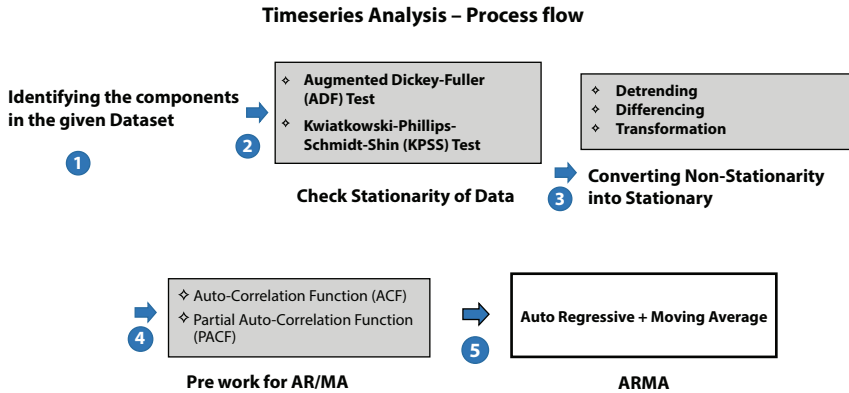 Timeseries Analysis – Process flow
Identifying the components
in the given Dataset
1
2
✧ Augmented Dickey-Fuller
(ADF) Test
✧ Kwiatkowski-Phillips-
Schmidt-Shin (KPSS) Test
Check Stationarity of Data
3
✧ Detrending
✧ Differencing
✧ Transformation
Converting Non-Stationarity
into Stationary
4
✧ Auto-Correlation Function (ACF)
✧ Partial Auto-Correlation Function
(PACF)
Pre work for AR/MA
5
Auto Regressive + Moving Average
ARMA